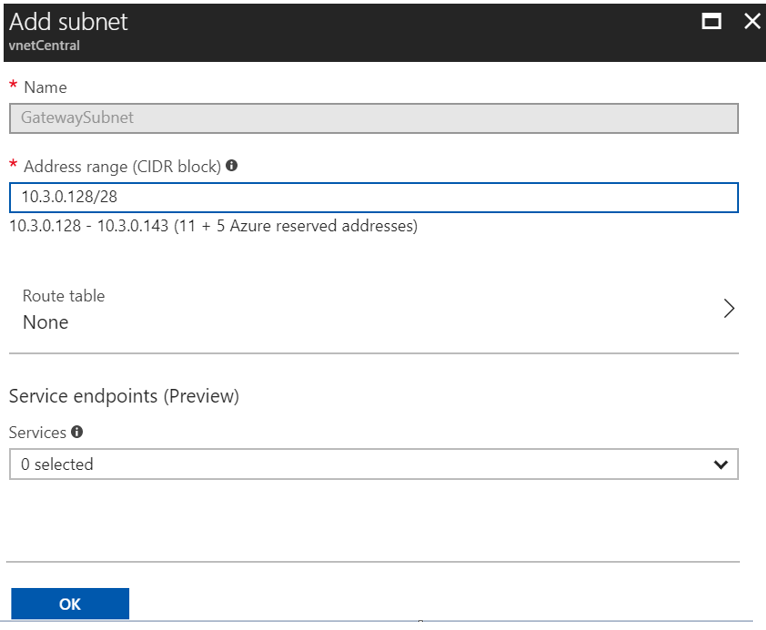 Add subnet
vnetCentral
* Name
GatewaySubnet
* Address range (CIDR block)
10.3.0.128/28
10.3.0.128 - 10.3.0.143 (11 + 5 Azure reserved addresses)
Route table
None
Service endpoints (Preview)
Services
0 selected
OK